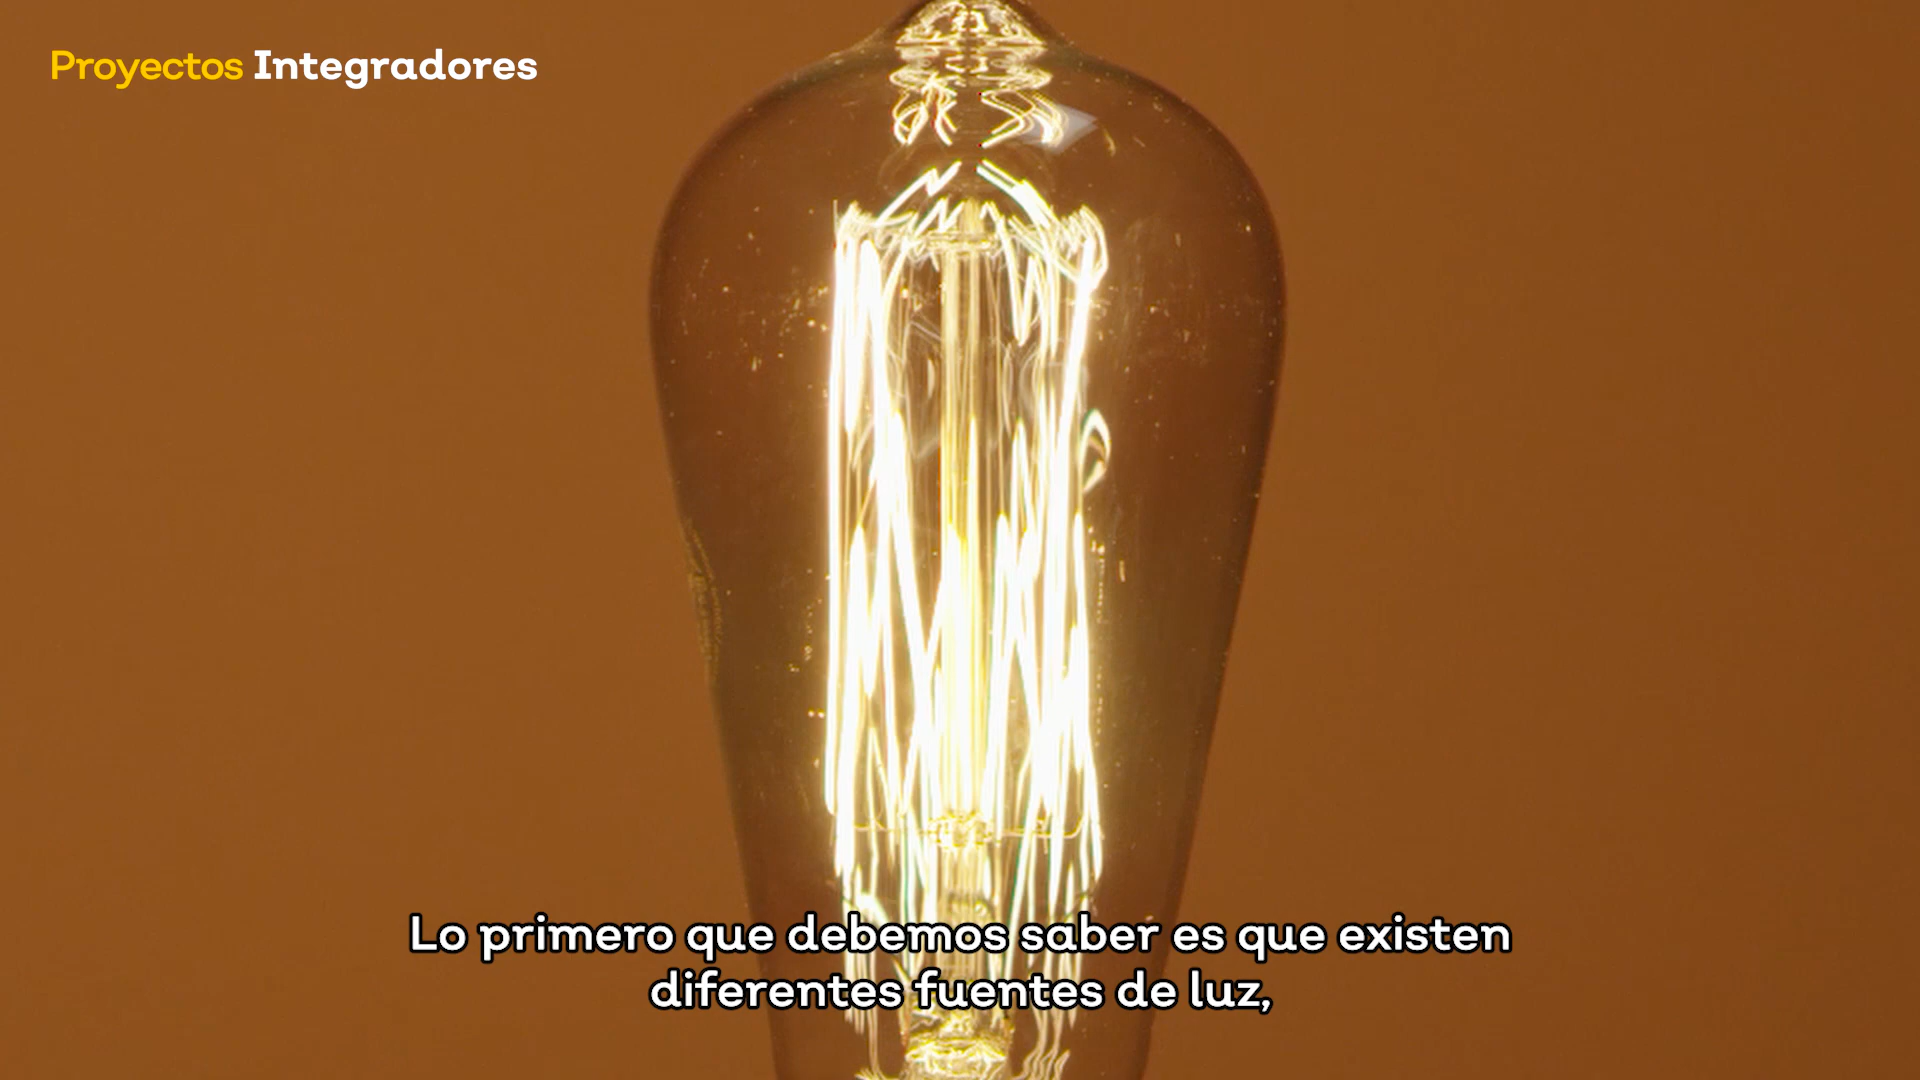 Proyectos Integradores
Lo primero que debemos saber es que existen
diferentes fuentes de luz,